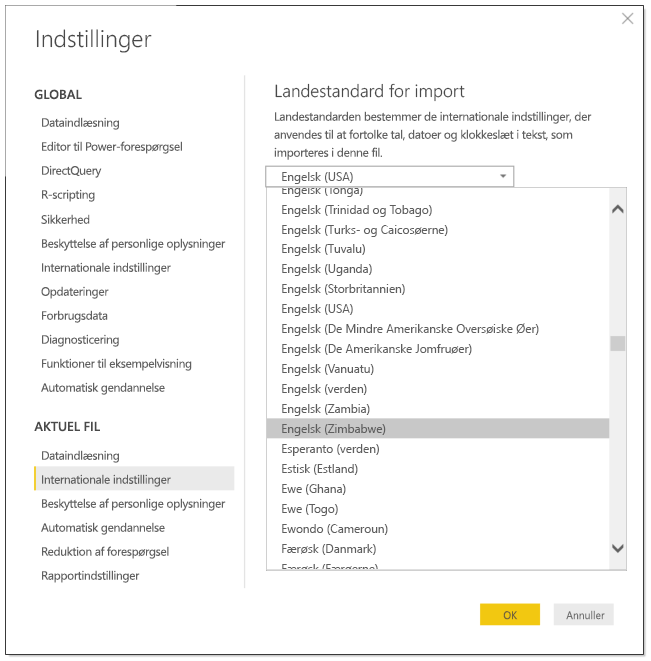 Indstillinger
GLOBAL
Dataindlæsning
Editor til Power-forespørgsel
DirectQuery
R-scripting
Sikkerhed
Beskyttelse af personlige oplysninger
Internationale indstillinger
Opdateringer
Forbrugsdata
Diagnosticering
Funktioner til eksempelvisning
Automatisk gendannelse
AKTUEL FIL
Dataindlæsning
Internationale indstillinger
Beskyttelse af personlige oplysninger
Automatisk gendannelse
Reduktion af forespørgsel
Rapportindstillinger
Landestandard for import
Landestandarden bestemmer de internationale indstillinger, der
anvendes til at fortolke tal, datoer og klokkeslæt i tekst, som
importeres i denne fil.
Engelsk (USA)
Engelsk (Tonga)
Engelsk (Trinidad og Tobago)
Engelsk (Turks- og Caicosøerne)
Engelsk (Tuvalu)
Engelsk (Uganda)
Engelsk (Storbritannien)
Engelsk (USA)
Engelsk (De Mindre Amerikanske Oversøiske Øer)
Engelsk (De Amerikanske Jomfruøer)
Engelsk (Vanuatu)
Engelsk (verden)
Engelsk (Zambia)
Engelsk (Zimbabwe)
Esperanto (verden)
Estisk (Estland)
Ewe (Ghana)
Ewe (Togo)
Ewondo (Cameroun)
Færøsk (Danmark)
Færøsk (Færøerne)
OK
Annuller